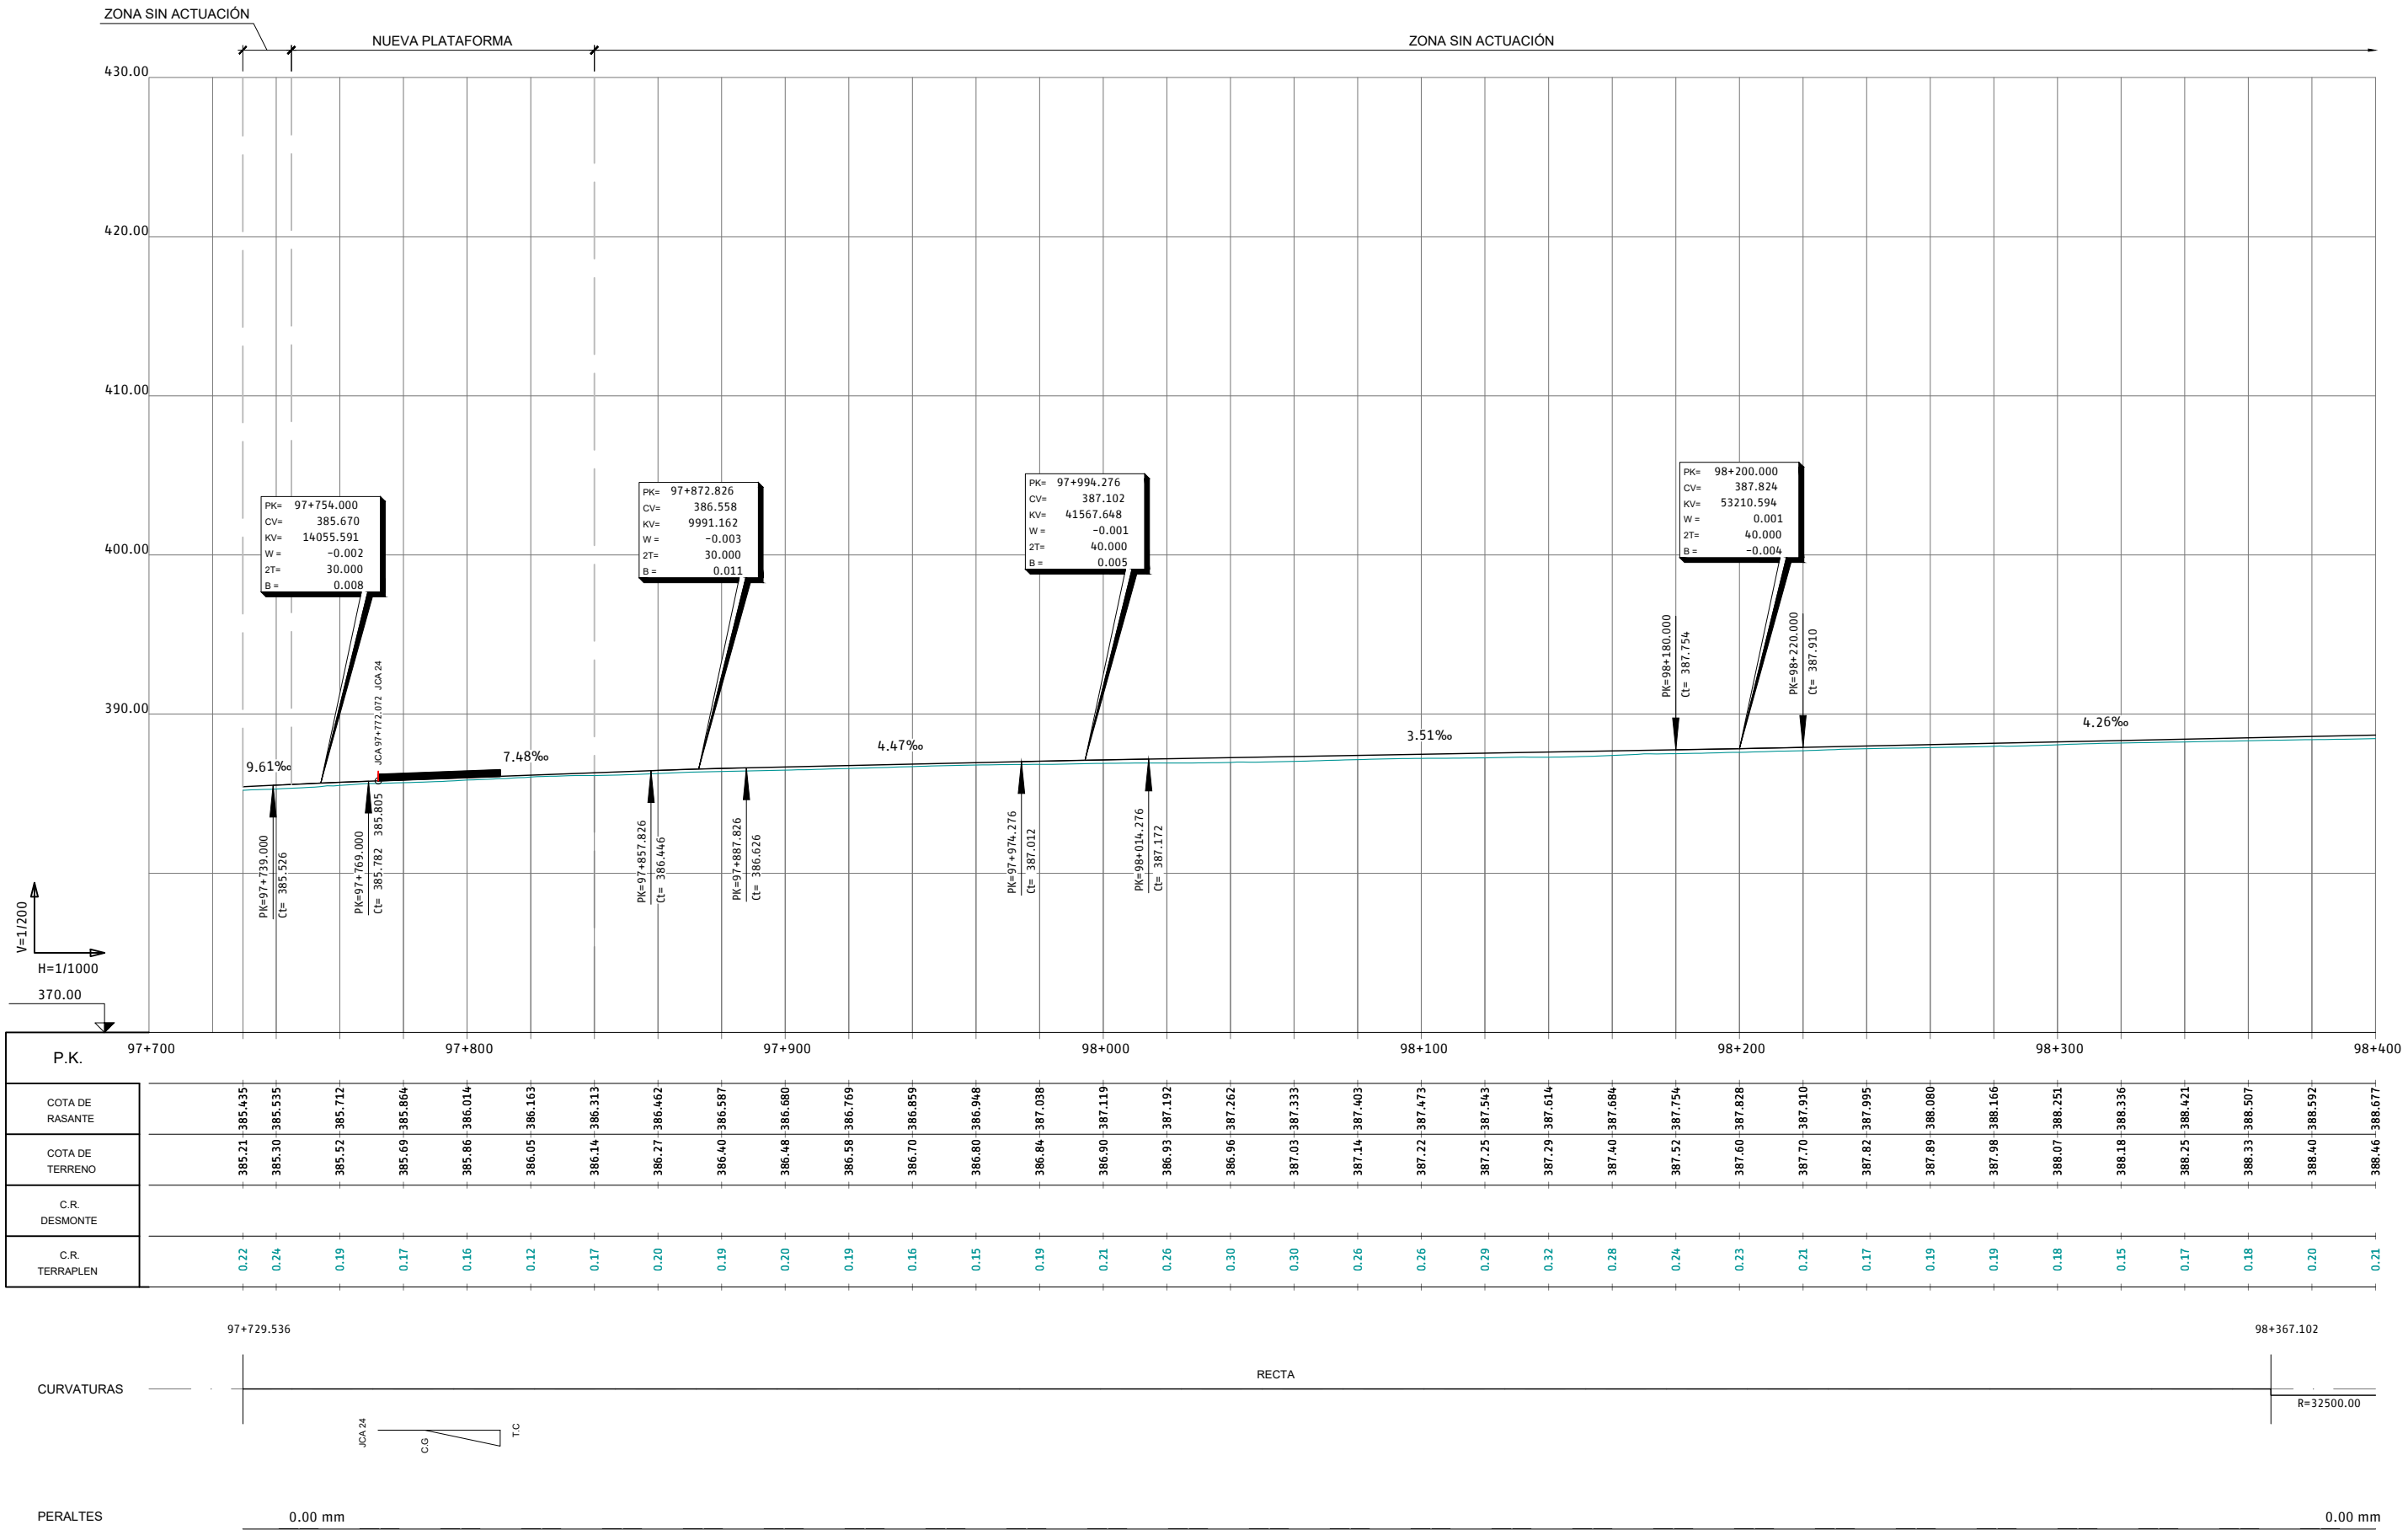 ZONA SIN ACTUACIÓN
NUEVA PLATAFORMA
ZONA SIN ACTUACIÓN
430.00
420.00
410.00
400.00
390.00
PK= 97+754.000
CV= 385.670
KV= 14055.591
W = -0.002
2T= 30.000
B = 0.008
PK= 97+872.826
CV= 386.558
KV= 9991.162
W = -0.003
2T= 30.000
B = 0.011
PK= 97+994.276
CV= 387.102
KV= 41567.648
W = -0.001
2T= 40.000
B = 0.005
PK= 98+200.000
CV= 387.824
KV= 53210.594
W = 0.001
2T= 40.000
B = -0.004
9.61‰
7.48‰
4.47‰
3.51‰
4.26‰
JCA 97+772.072 JCA 24
385.805
PK=97+739.000
Ct= 385.526
PK=97+769.000
Ct= 385.782
PK=97+857.826
Ct= 386.446
PK=97+887.826
Ct= 386.626
PK=97+974.276
Ct= 387.012
PK=98+014.276
Ct= 387.172
PK=98+180.000
Ct= 387.754
PK=98+220.000
Ct= 387.910
V=1/200
H=1/1000
370.00
P.K.
97+700 97+800 97+900 98+000 98+100 98+200 98+300 98+400
COTA DE
RASANTE
385.435 385.535 385.712 385.864 386.014 386.163 386.313 386.462 386.587 386.680 386.769 386.859 386.948 387.038 387.119 387.192 387.262 387.333 387.403 387.473 387.543 387.614 387.684 387.754 387.828 387.910 387.995 388.080 388.166 388.251 388.336 388.421 388.507 388.592 388.677
COTA DE
TERRENO
385.21 385.30 385.52 385.69 385.86 386.05 386.14 386.27 386.40 386.48 386.58 386.70 386.80 386.84 386.90 386.93 386.96 387.03 387.14 387.22 387.25 387.29 387.40 387.52 387.60 387.70 387.82 387.89 387.98 388.07 388.18 388.25 388.33 388.40 388.46
C.R.
DESMONTE
C.R.
TERRAPLEN
0.22 0.24 0.19 0.17 0.16 0.12 0.17 0.20 0.19 0.20 0.19 0.16 0.15 0.19 0.21 0.26 0.30 0.30 0.26 0.26 0.29 0.32 0.28 0.24 0.23 0.21 0.17 0.19 0.19 0.18 0.15 0.17 0.18 0.20 0.21
97+729.536
98+367.102
CURVATURAS
RECTA
R=32500.00
JCA 24
C.G
T.C
PERALTES
0.00 mm
0.00 mm